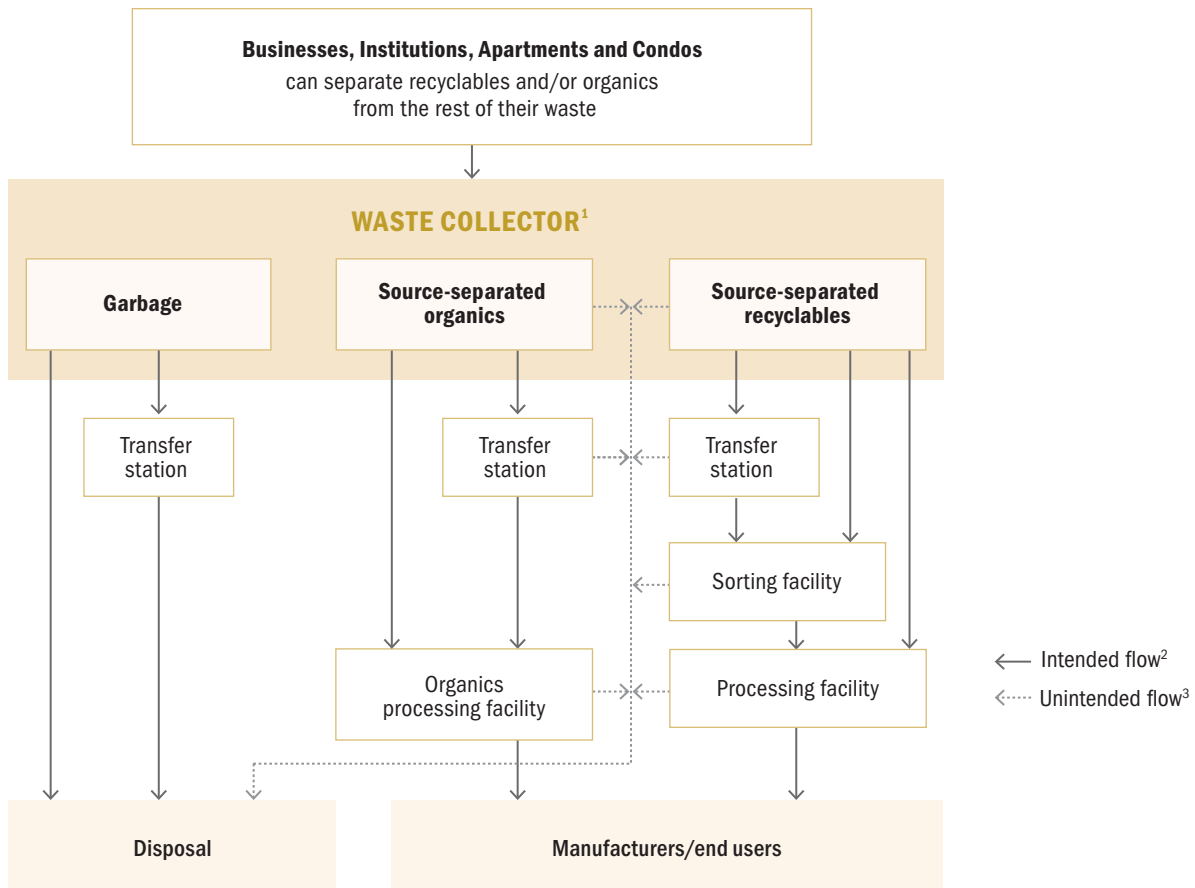 Businesses, Institutions, Apartments and Condos
can separate recyclables and/or organics
from the rest of their waste
WASTE COLLECTOR¹
Garbage
Source-separated
organics
Source-separated
recyclables
Transfer
station
Transfer
station
Transfer
station
Sorting facility
Organics
processing facility
Processing facility
Intended flow²
Unintended flow³
Disposal
Manufacturers/end users